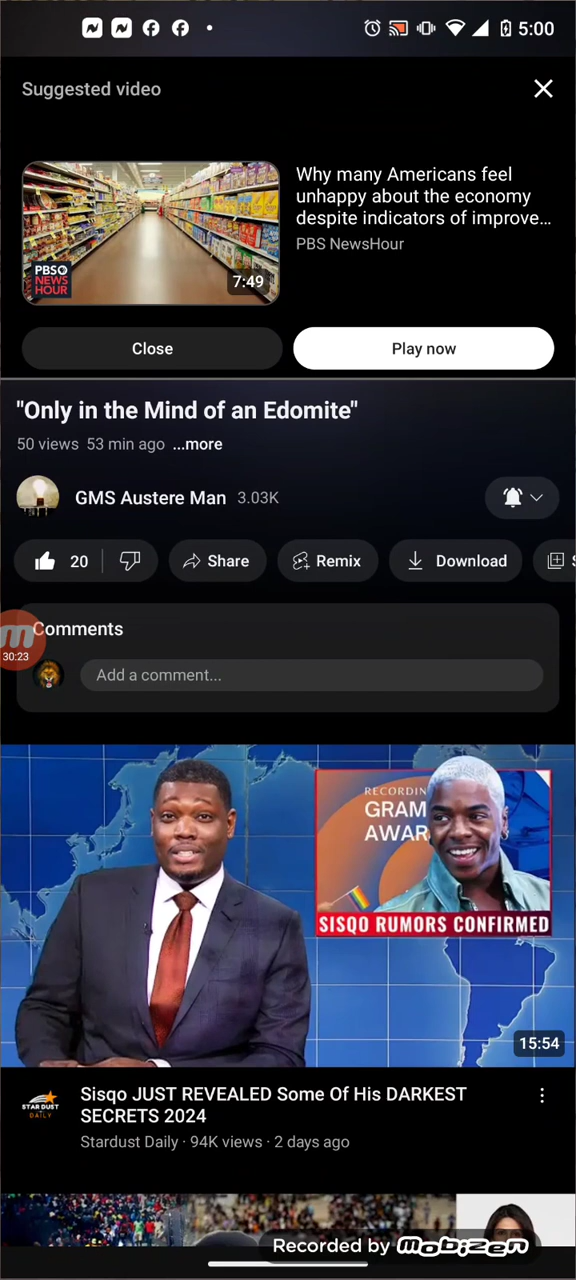 5:00
Suggested video
Why many Americans feel
unhappy about the economy
despite indicators of improve...
PBS NewsHour
PBS
NEWS
HOUR
7:49
Close
Play now
"Only in the Mind of an Edomite"
50 views 53 min ago ...more
GMS Austere Man 3.03K
20
Share
Remix
Download
S
Comments
30:23
Add a comment...
RECORDIN
GRAM
AWAR
SISQO RUMORS CONFIRMED
15:54
STAR DUST
DAILY
Sisqo JUST REVEALED Some Of His DARKEST
SECRETS 2024
Stardust Daily · 94K views · 2 days ago
Recorded by mobizen